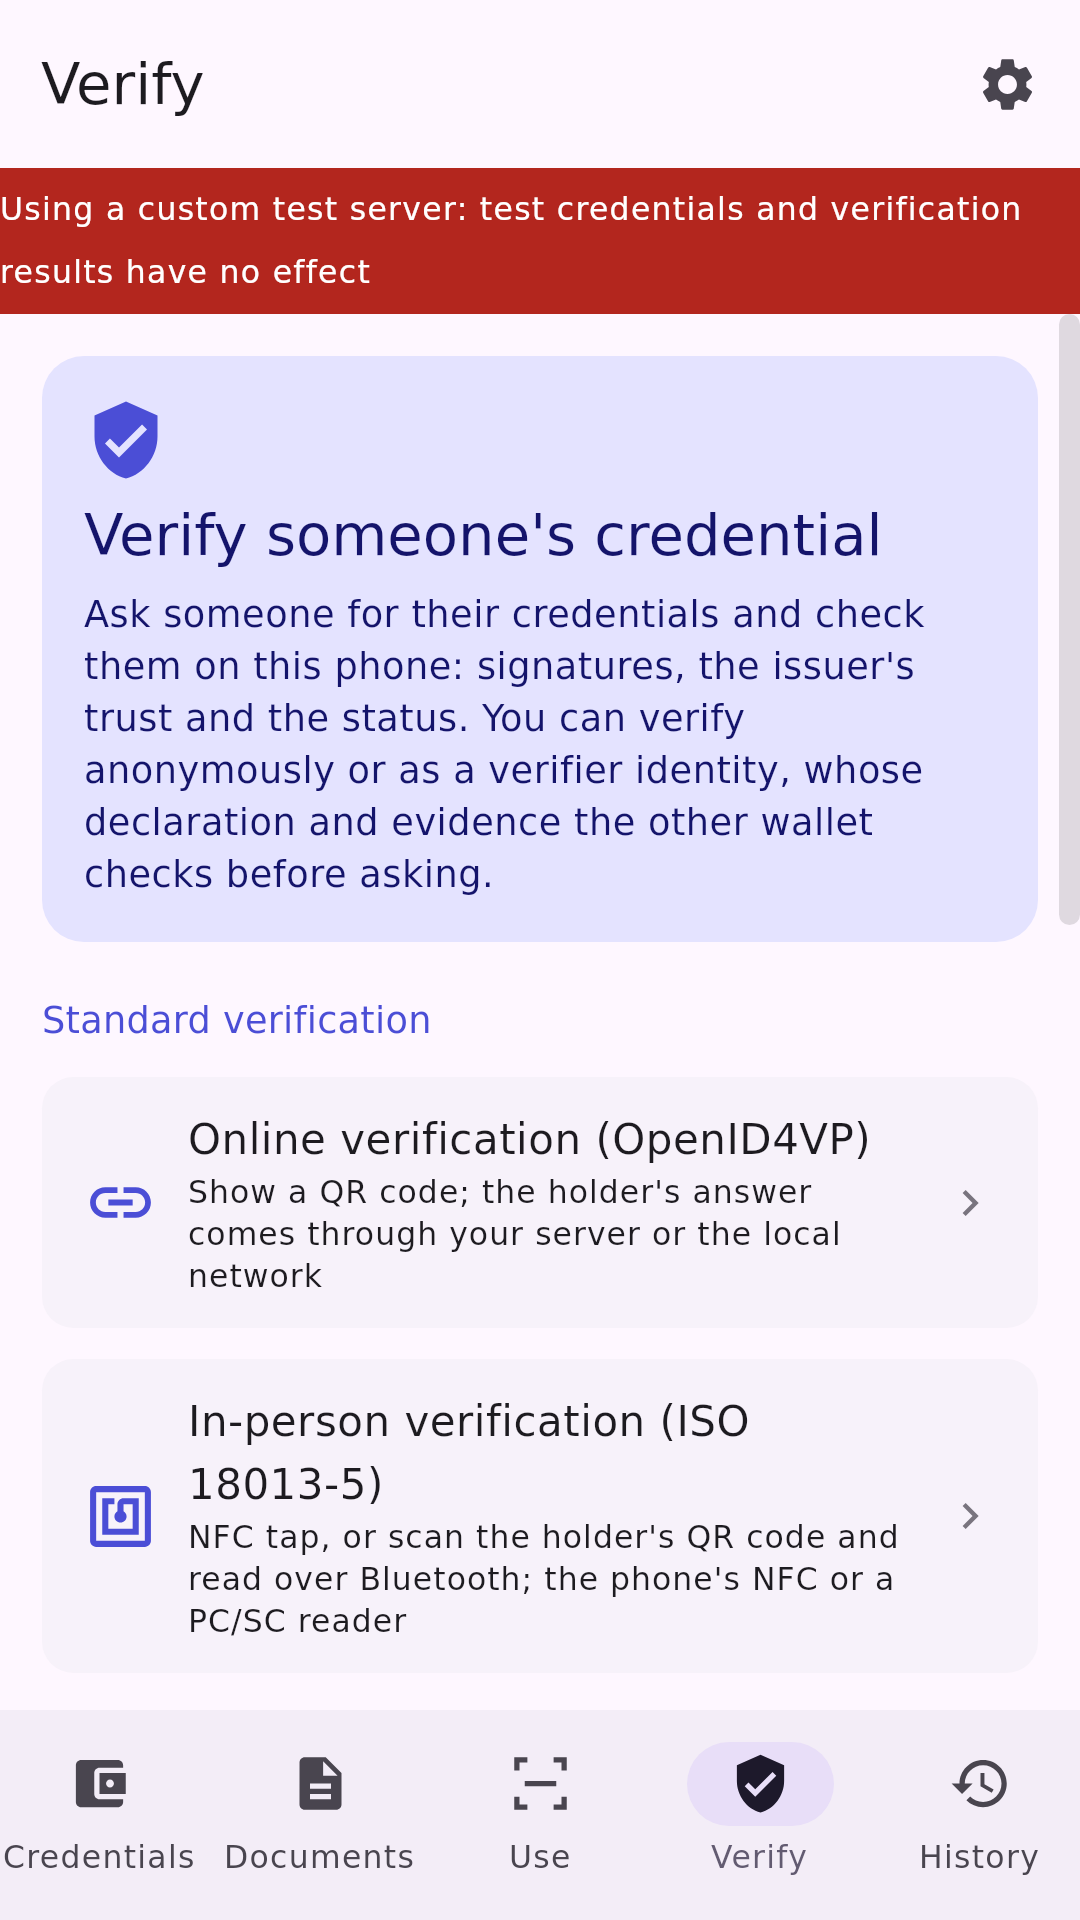 Verify
Using a custom test server: test credentials and verification
results have no effect
Verify someone's credential
Ask someone for their credentials and check
them on this phone: signatures, the issuer's
trust and the status. You can verify
anonymously or as a verifier identity, whose
declaration and evidence the other wallet
checks before asking.
Standard verification
Online verification (OpenID4VP)
Show a QR code; the holder's answer
comes through your server or the local
network
In-person verification (ISO
18013-5)
NFC tap, or scan the holder's QR code and
read over Bluetooth; the phone's NFC or a
PC/SC reader
Credentials
Documents
Use
Verify
History